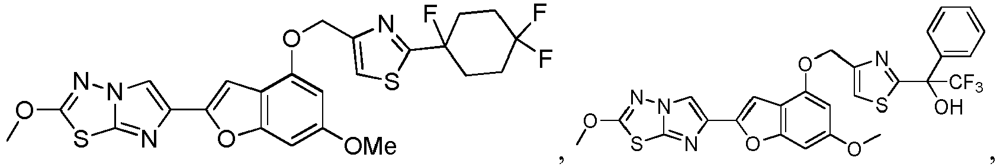 F F
F
O N
S
N N
O
S N O OMe
,
O N
S
CF3
OH
N N
O
S N O O
,